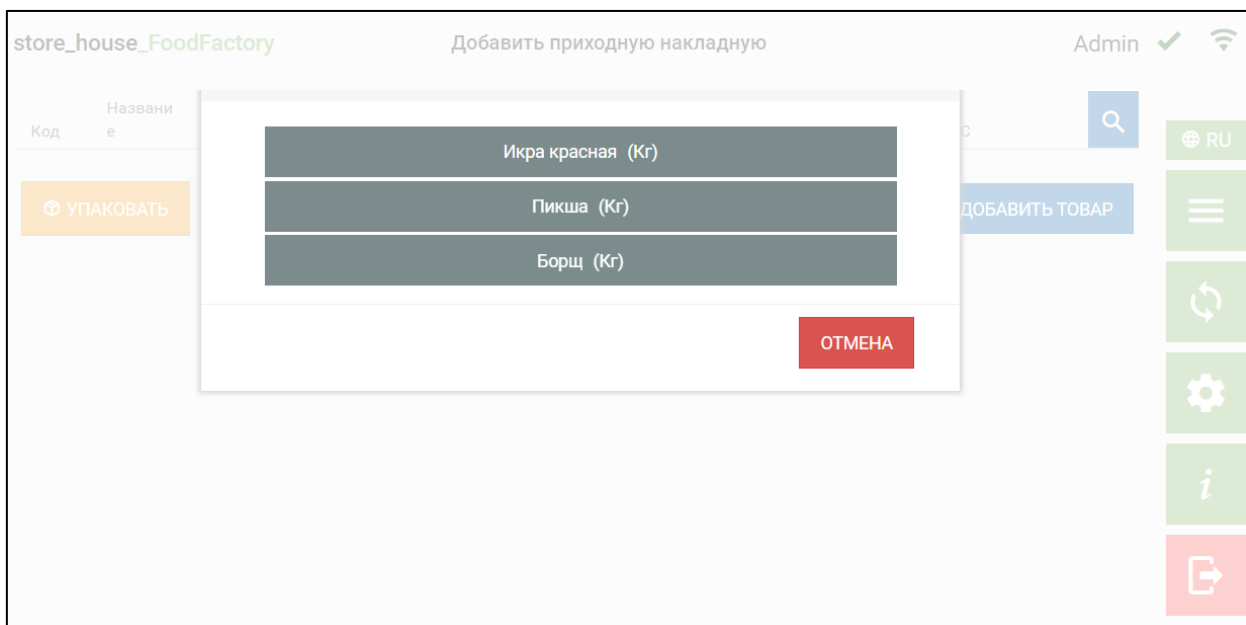 store_house_FoodFactory Добавить приходную накладную Admin
Названи
Код е С
RU
Икра красная (Кг)
УПАКОВАТЬ Пикша (Кг) ДОБАВИТЬ ТОВАР
Борщ (Кг)
ОТМЕНА